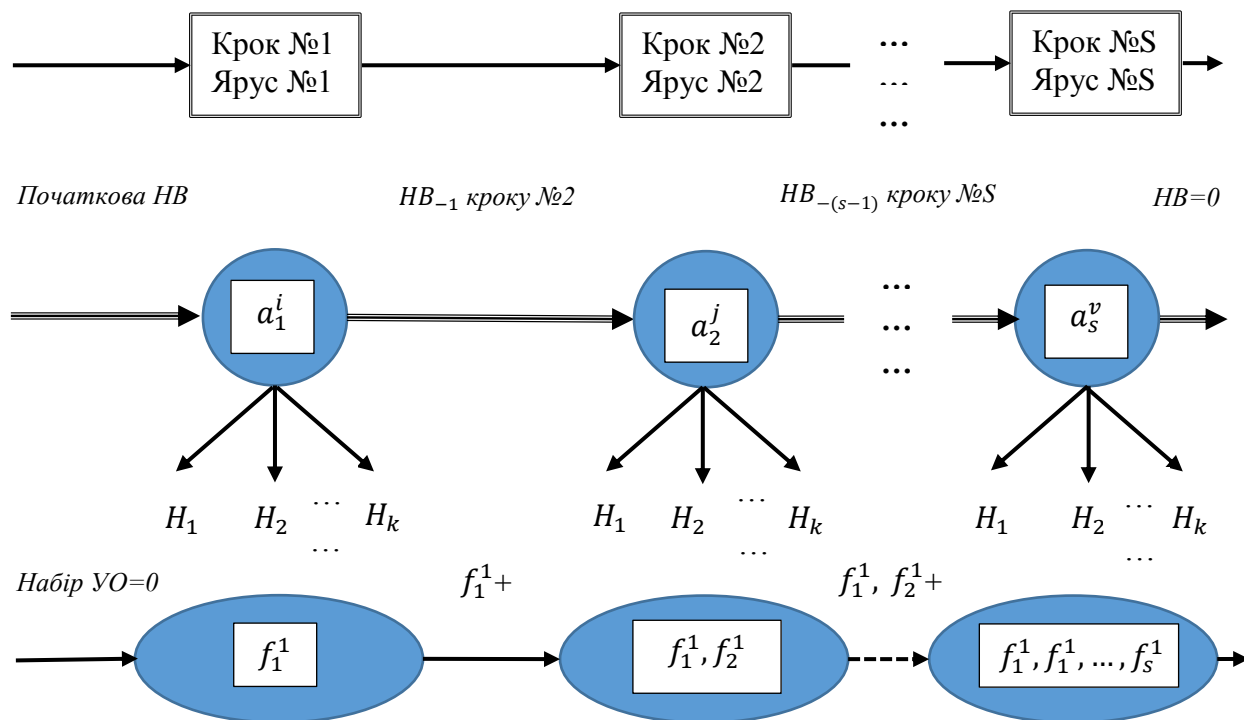 Крок №1
Ярус №1
Крок №2
Ярус №2
...
...
...
Крок №S
Ярус №S
Початкова НВ
НВ₋₁ кроку №2
НВ₋₍ₛ₋₁₎ кроку №S
НВ=0
a₁ⁱ
a₂ʲ
...
...
...
aₛᵛ
H₁ H₂ ... Hₖ
...
H₁ H₂ ... Hₖ
...
H₁ H₂ ... Hₖ
...
Набір УО=0
f₁¹+
f₁¹, f₂¹+
f₁¹
f₁¹, f₂¹
f₁¹, f₁¹, ..., fₛ¹